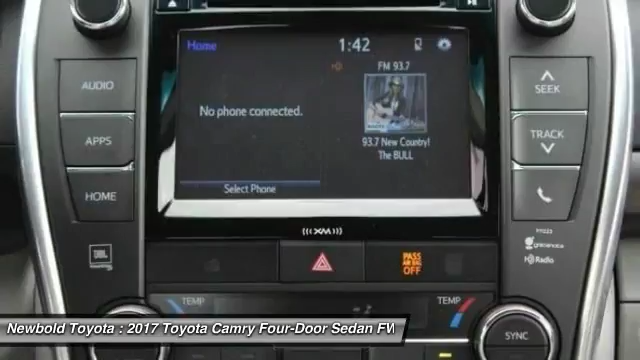 Home
1:42
FM 93.7
AUDIO
SEEK
No phone connected.
APPS
93.7 New Country!
TRACK
The BULL
HOME
Select Phone
(((XM)))
JBL
gracenote
HD Radio
PASS
AIR BAG
OFF
TEMP
TEMP
Newbold Toyota : 2017 Toyota Camry Four-Door Sedan FW
SYNC